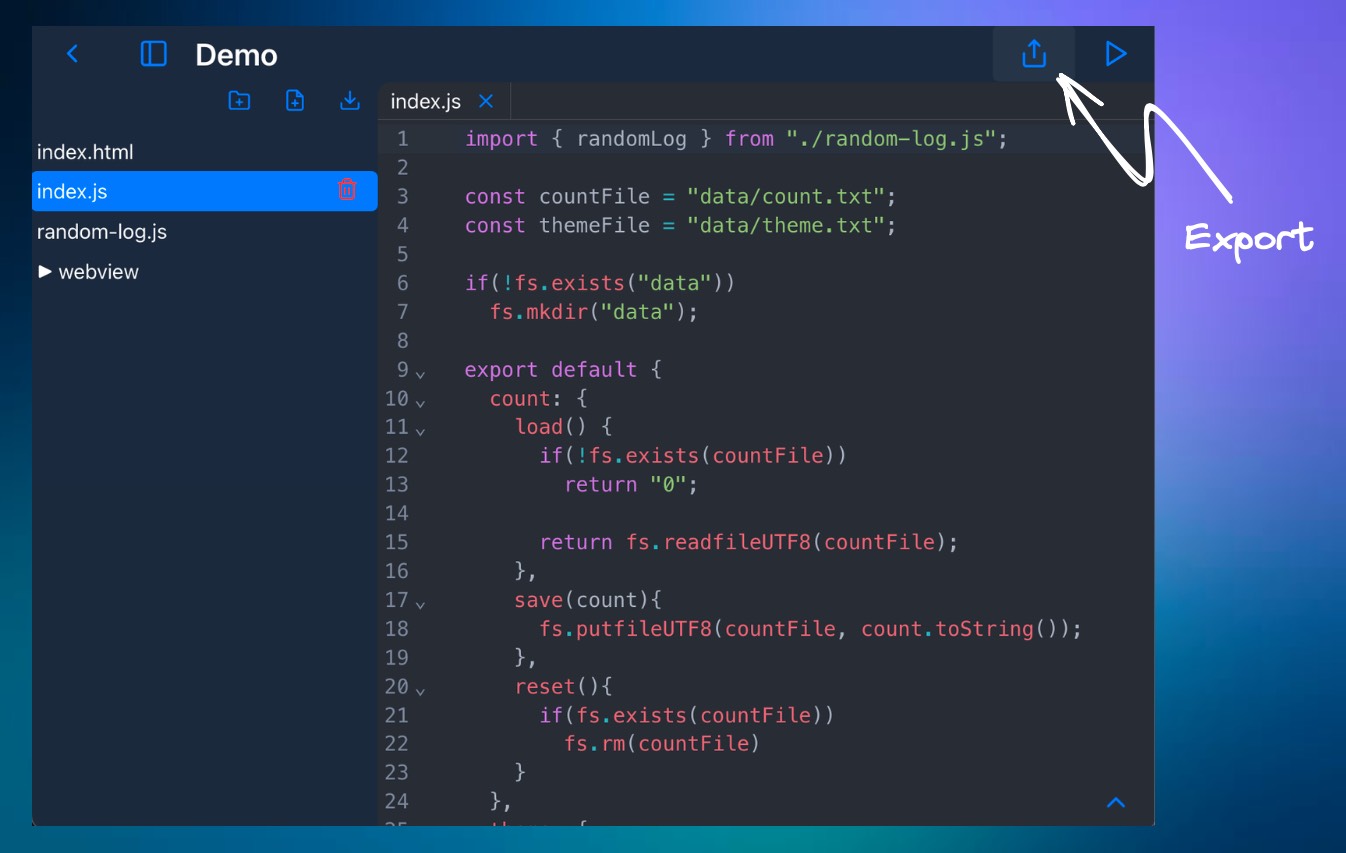 Demo
index.js
index.html
index.js
random-log.js
webview
Export
1 import { randomLog } from "./random-log.js";
2
3 const countFile = "data/count.txt";
4 const themeFile = "data/theme.txt";
5
6 if(!fs.exists("data"))
7   fs.mkdir("data");
8
9 export default {
10   count: {
11     load() {
12       if(!fs.exists(countFile))
13         return "0";
14
15       return fs.readfileUTF8(countFile);
16     },
17     save(count){
18       fs.putfileUTF8(countFile, count.toString());
19     },
20     reset(){
21       if(fs.exists(countFile))
22         fs.rm(countFile)
23     }
24   },